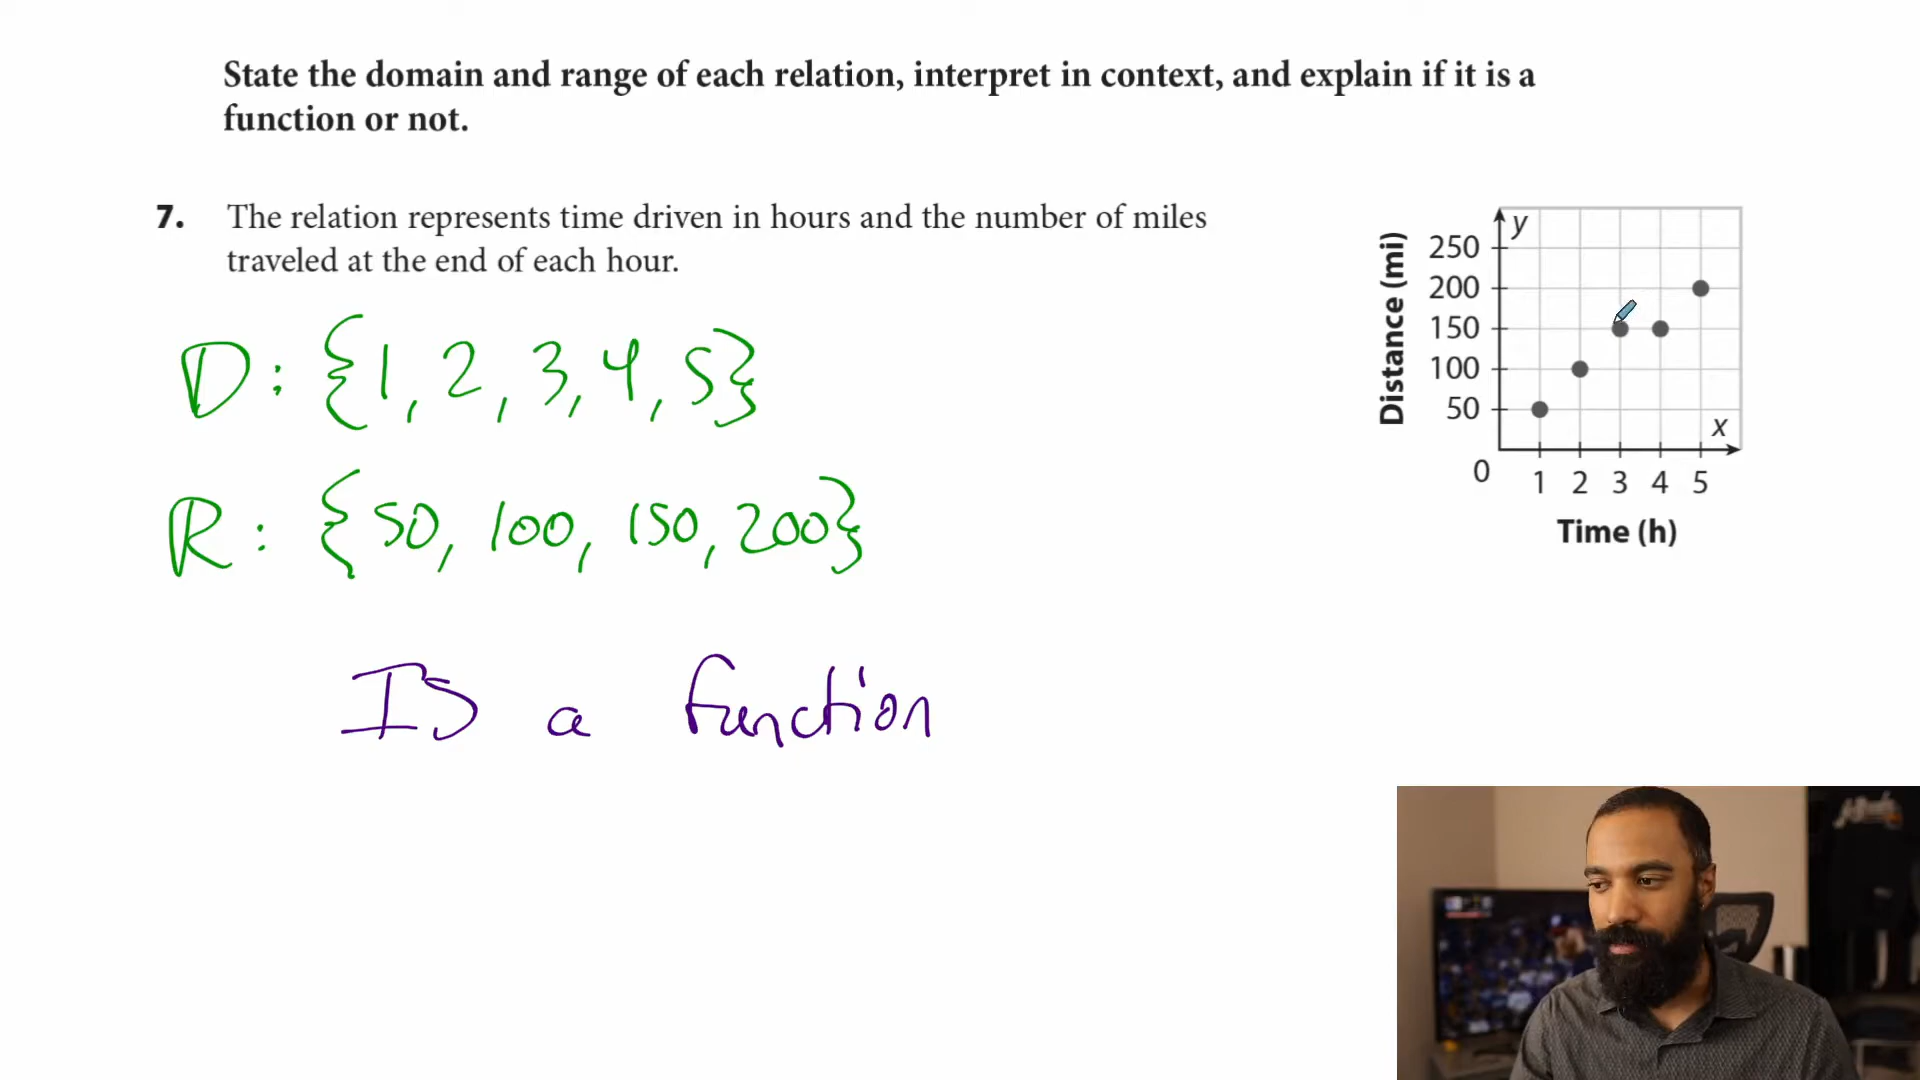 State the domain and range of each relation, interpret in context, and explain if it is a
function or not.
7. The relation represents time driven in hours and the number of miles
traveled at the end of each hour.
D: {1, 2, 3, 4, 5}
R: {50, 100, 150, 200}
IS a function
y
Distance (mi)
250
200
150
100
50
x
0 1 2 3 4 5
Time (h)